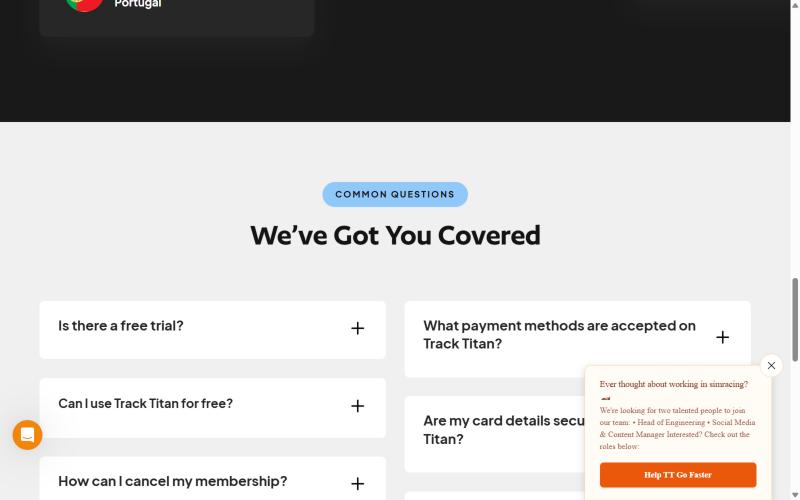 Portugal
COMMON QUESTIONS
We've Got You Covered
Is there a free trial?
What payment methods are accepted on
Track Titan?
Can I use Track Titan for free?
Are my card details secu
Titan?
How can I cancel my membership?
Ever thought about working in simracing?
We're looking for two talented people to join
our team: • Head of Engineering • Social Media
& Content Manager Interested? Check out the
roles below:
Help TT Go Faster